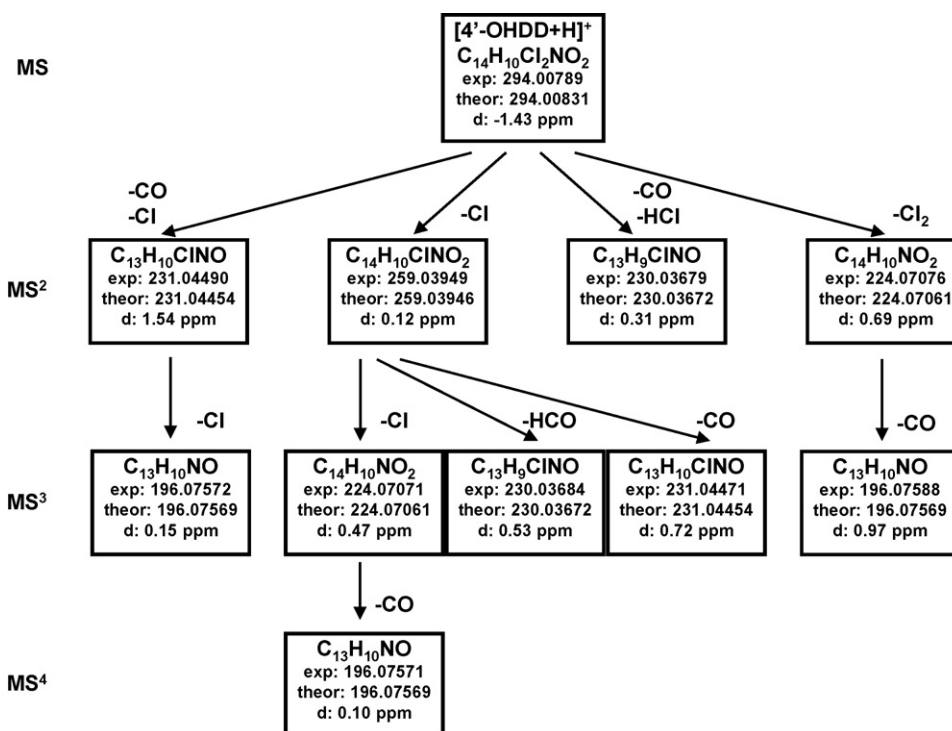 MS
[4’-OHDD+H]⁺
C₁₄H₁₀Cl₂NO₂
exp: 294.00789
theor: 294.00831
d: -1.43 ppm
-CO
-Cl
-Cl
-CO
-HCl
-Cl₂
MS²
C₁₃H₁₀ClNO
exp: 231.04490
theor: 231.04454
d: 1.54 ppm
C₁₄H₁₀ClNO₂
exp: 259.03949
theor: 259.03946
d: 0.12 ppm
C₁₃H₉ClNO
exp: 230.03679
theor: 230.03672
d: 0.31 ppm
C₁₄H₁₀NO₂
exp: 224.07076
theor: 224.07061
d: 0.69 ppm
-Cl
-Cl
-HCO
-CO
-CO
MS³
C₁₃H₁₀NO
exp: 196.07572
theor: 196.07569
d: 0.15 ppm
C₁₄H₁₀NO₂
exp: 224.07071
theor: 224.07061
d: 0.47 ppm
C₁₃H₉ClNO
exp: 230.03684
theor: 230.03672
d: 0.53 ppm
C₁₃H₁₀ClNO
exp: 231.04471
theor: 231.04454
d: 0.72 ppm
C₁₃H₁₀NO
exp: 196.07588
theor: 196.07569
d: 0.97 ppm
-CO
MS⁴
C₁₃H₁₀NO
exp: 196.07571
theor: 196.07569
d: 0.10 ppm